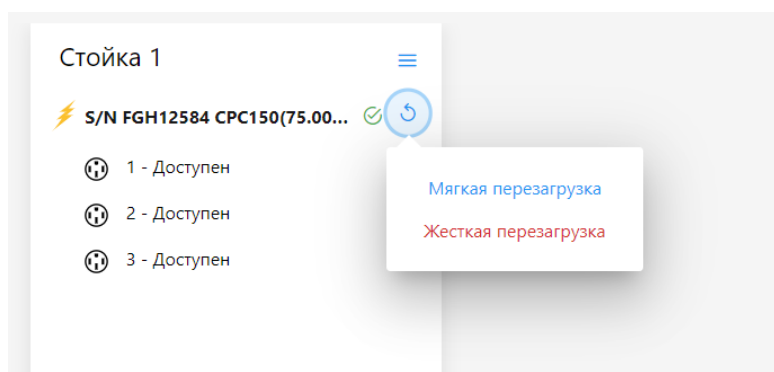 Стойка 1
S/N FGH12584 CPC150(75.00...
1 - Доступен
2 - Доступен
3 - Доступен
Мягкая перезагрузка
Жесткая перезагрузка